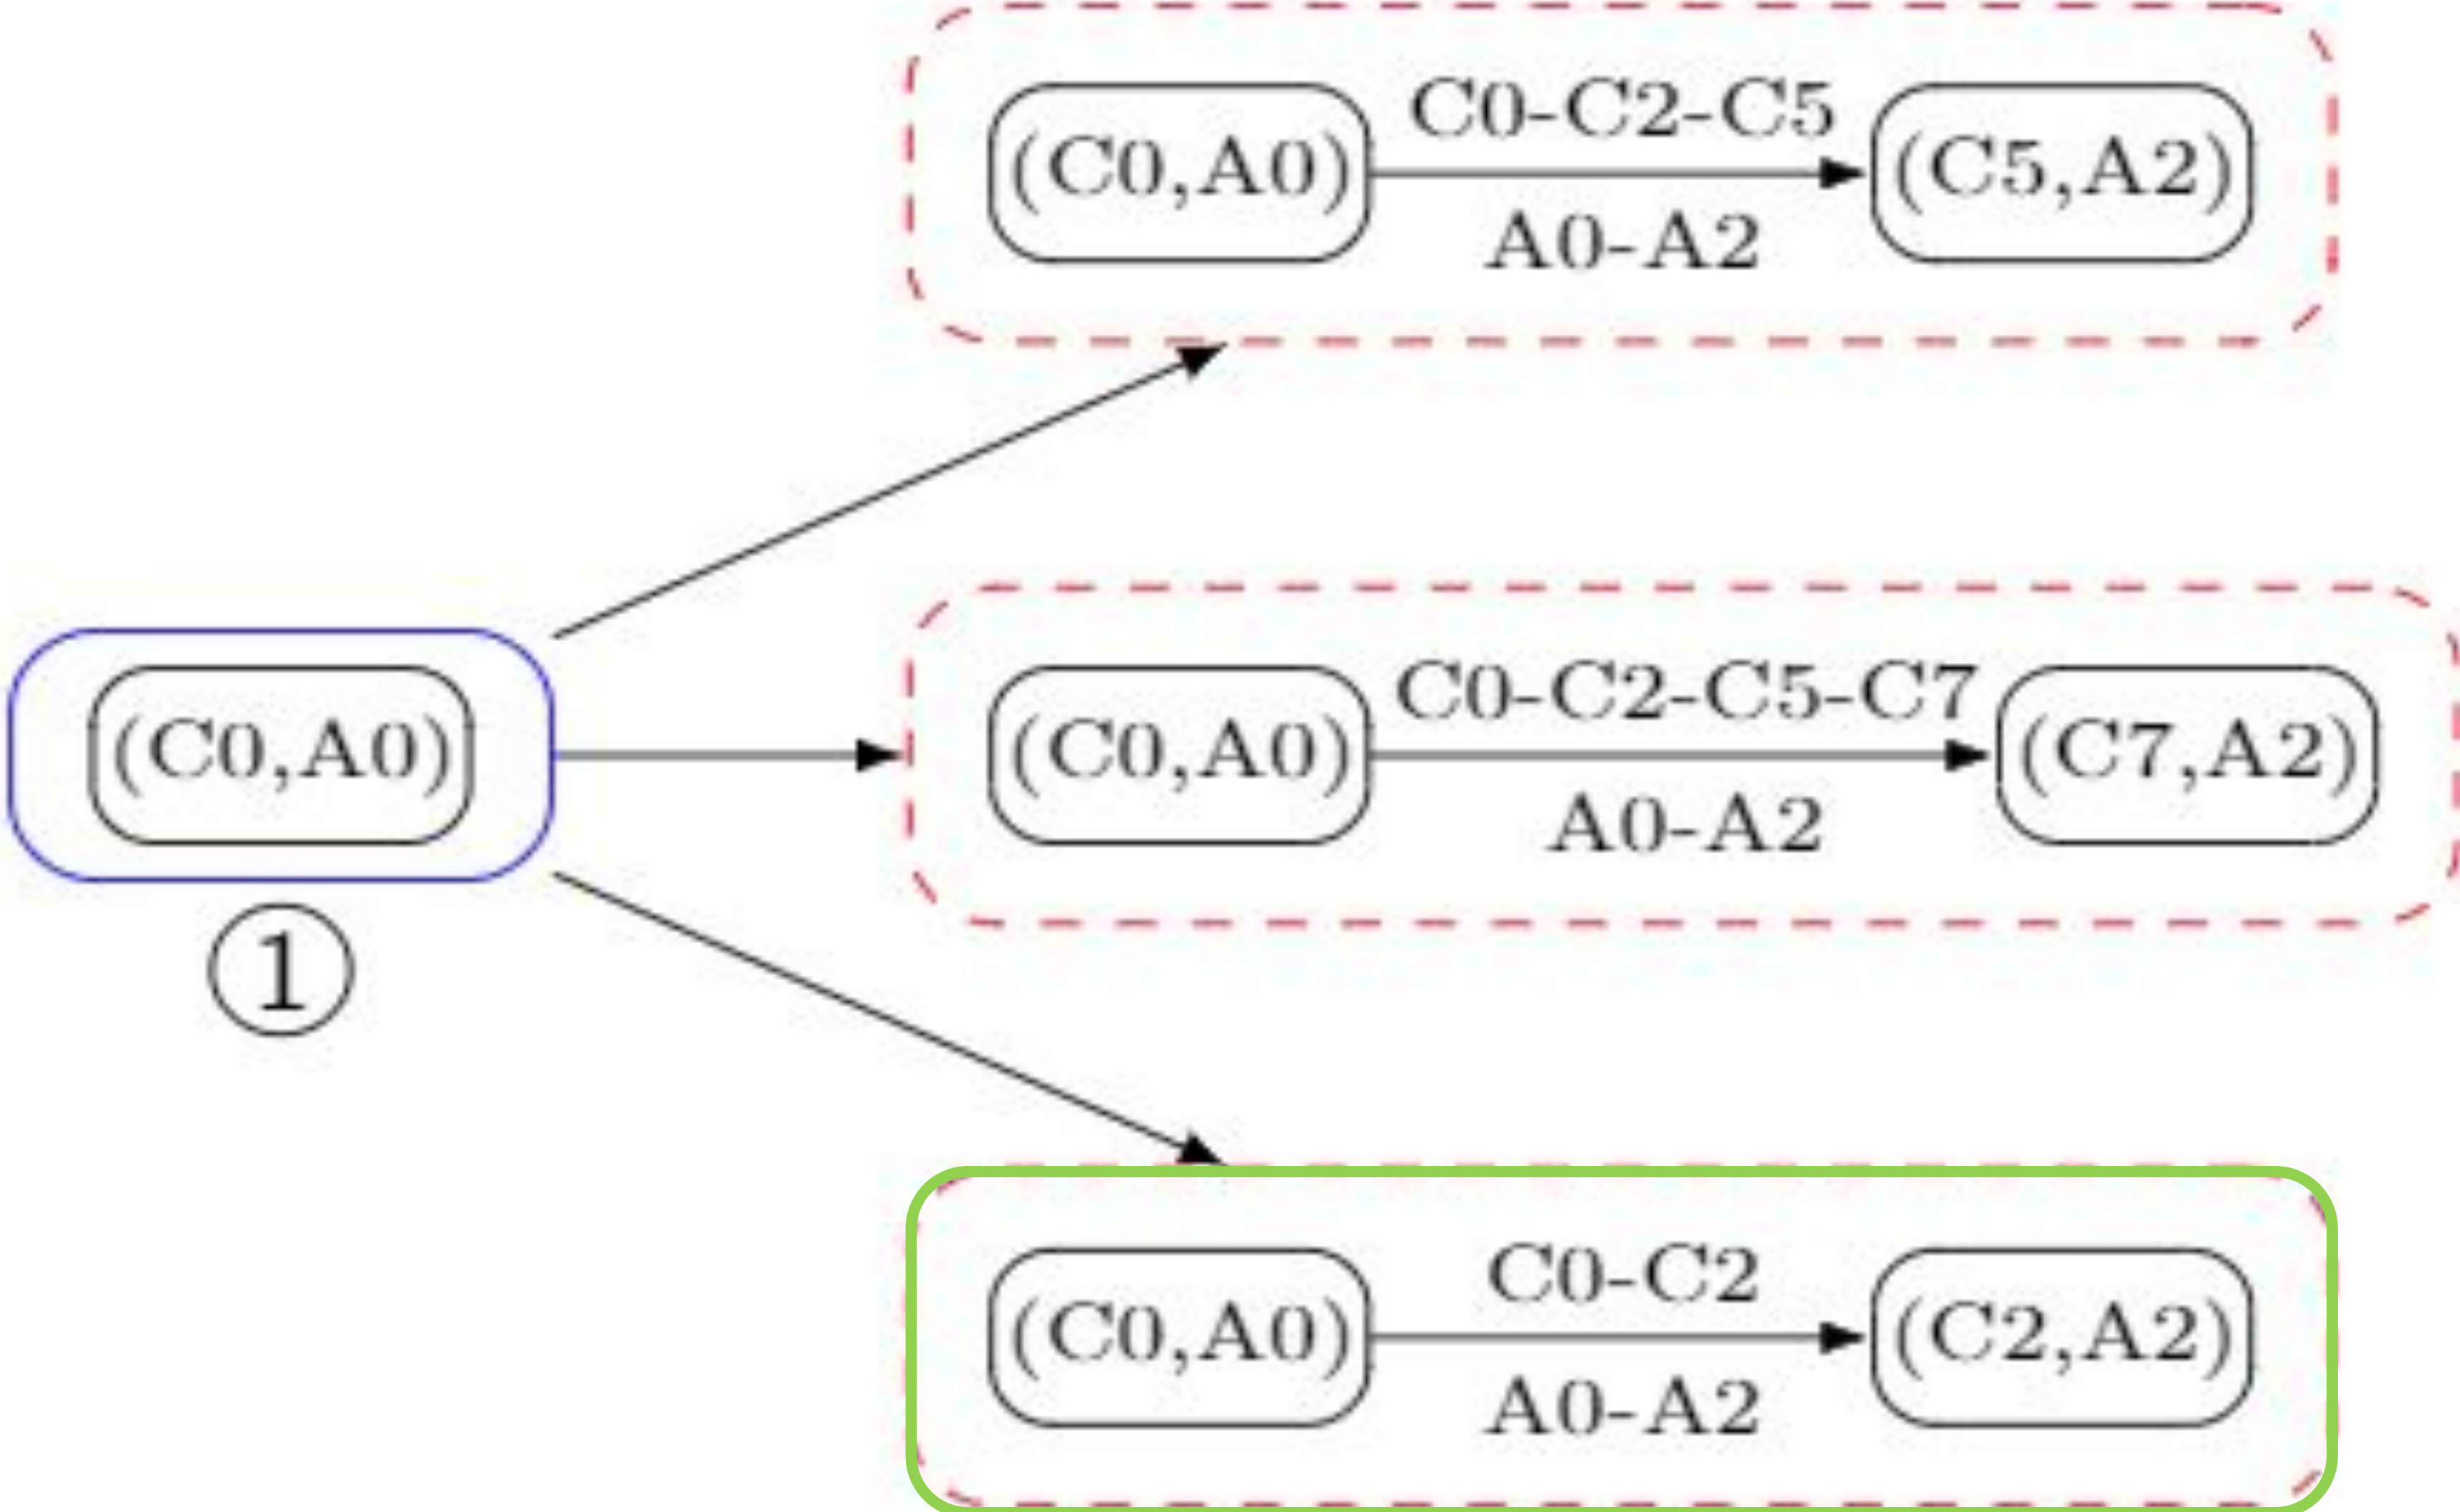 C0-C2-C5
(C0,A0)
(C5,A2)
A0-A2
C0-C2-C5-C7
(C0,A0)
(C0,A0)
(C7,A2)
A0-A2
1
C0-C2
(C0,A0)
(C2,A2)
A0-A2